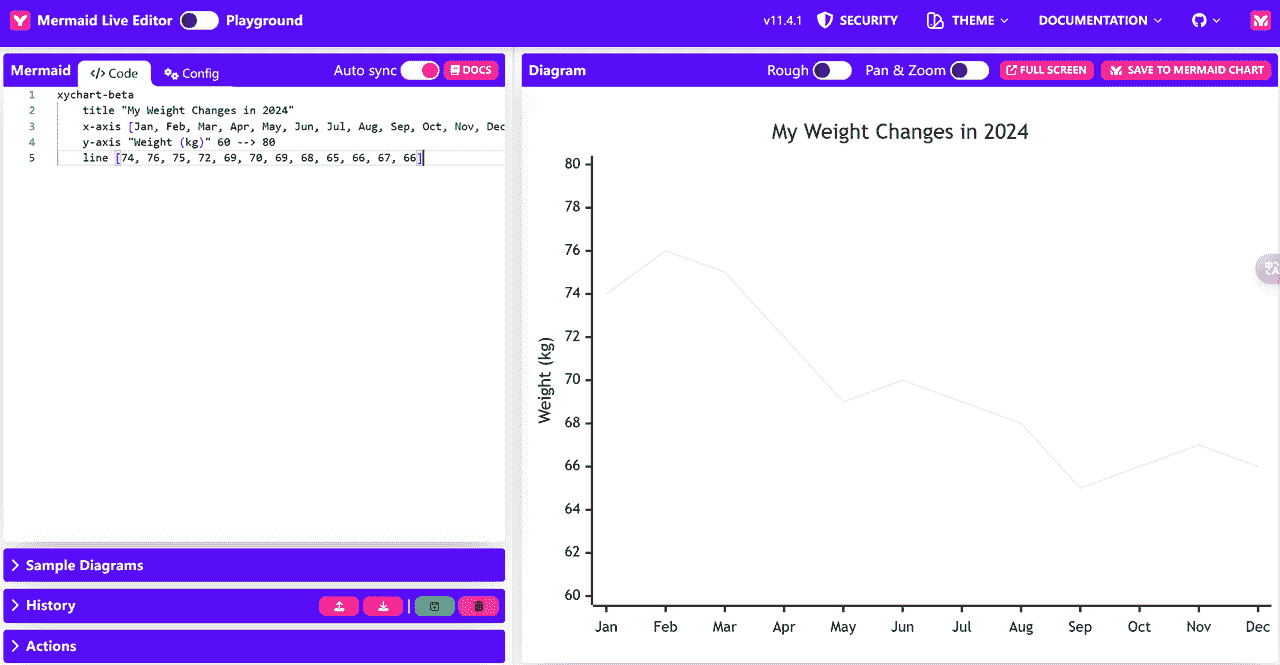 Mermaid Live Editor Playground v11.4.1 SECURITY THEME DOCUMENTATION
Mermaid </> Code Config Auto sync DOCS
1 xychart-beta
2 title "My Weight Changes in 2024"
3 x-axis [Jan, Feb, Mar, Apr, May, Jun, Jul, Aug, Sep, Oct, Nov, Dec
4 y-axis "Weight (kg)" 60 --> 80
5 line [74, 76, 75, 72, 69, 70, 69, 68, 65, 66, 67, 66]
Sample Diagrams
History
Actions
Diagram Rough Pan & Zoom FULL SCREEN SAVE TO MERMAID CHART
My Weight Changes in 2024
80
78
76
74
72
70
68
66
64
62
60
Weight (kg)
Jan Feb Mar Apr May Jun Jul Aug Sep Oct Nov Dec